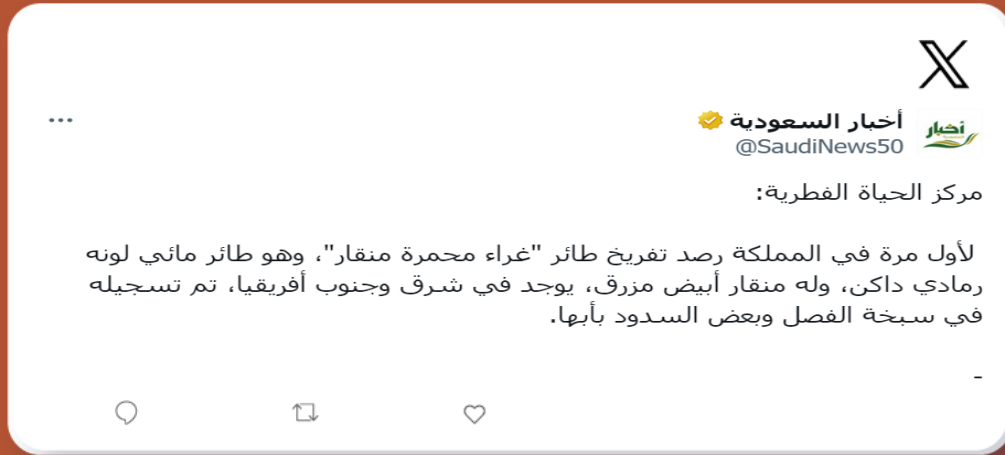 أخبار السعودية
@SaudiNews50
مركز الحياة الفطرية:
لأول مرة في المملكة رصد تفريخ طائر "غراء محمرة منقار"، وهو طائر مائي لونه
رمادي داكن، وله منقار أبيض مزرق، يوجد في شرق وجنوب أفريقيا، تم تسجيله
في سبخة الفصل وبعض السدود بأبها.
-